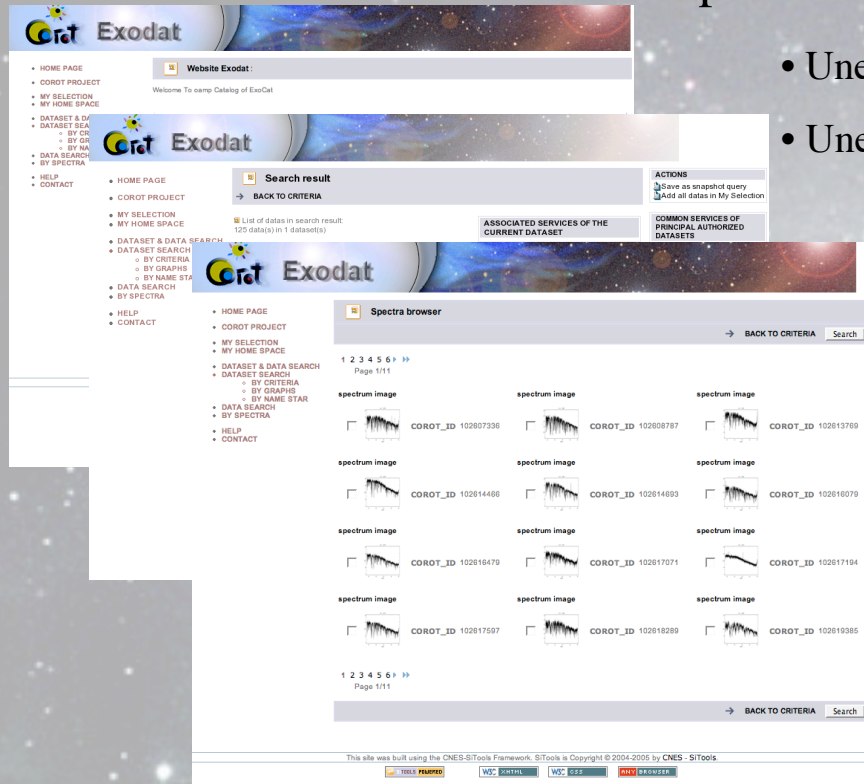 • Une
• Une
Corot Exodat
HOME PAGE
COROT PROJECT
MY SELECTION
MY HOME SPACE
DATASET & DA
DATASET SEA
BY CR
BY GR
BY NA
DATA SEARCH
BY SPECTRA
HELP
CONTACT
Website Exodat :
Welcome To oamp Catalog of ExoCat
Corot Exodat
HOME PAGE
COROT PROJECT
MY SELECTION
MY HOME SPACE
DATASET & DATA SEARCH
DATASET SEARCH
BY CRITERIA
BY GRAPHS
BY NAME STA
DATA SEARCH
BY SPECTRA
HELP
CONTACT
Search result
→ BACK TO CRITERIA
List of datas in search result
125 data(s) in 1 dataset(s)
ASSOCIATED SERVICES OF THE
CURRENT DATASET
ACTIONS
Save as snapshot query
Add all datas in My Selection
COMMON SERVICES OF
PRINCIPAL AUTHORIZED
DATASETS
Corot Exodat
HOME PAGE
COROT PROJECT
MY SELECTION
MY HOME SPACE
DATASET & DATA SEARCH
DATASET SEARCH
BY CRITERIA
BY GRAPHS
BY NAME STAR
DATA SEARCH
BY SPECTRA
HELP
CONTACT
Spectra browser
→ BACK TO CRITERIA Search
1 2 3 4 5 6
Page 1/11
spectrum image spectrum image spectrum image
COROT_ID 102607336 COROT_ID 102608787 COROT_ID 102613769
spectrum image spectrum image spectrum image
COROT_ID 102614466 COROT_ID 102614693 COROT_ID 102616079
spectrum image spectrum image spectrum image
COROT_ID 102616479 COROT_ID 102617071 COROT_ID 102617194
spectrum image spectrum image spectrum image
COROT_ID 102617597 COROT_ID 102618289 COROT_ID 102619385
1 2 3 4 5 6
Page 1/11
→ BACK TO CRITERIA Search
This site was built using the CNES-SiTools Framework. SiTools is Copyright © 2004-2005 by CNES - SiTools.
TOOLS POWERED W3C XHTML W3C CSS ANY BROWSER